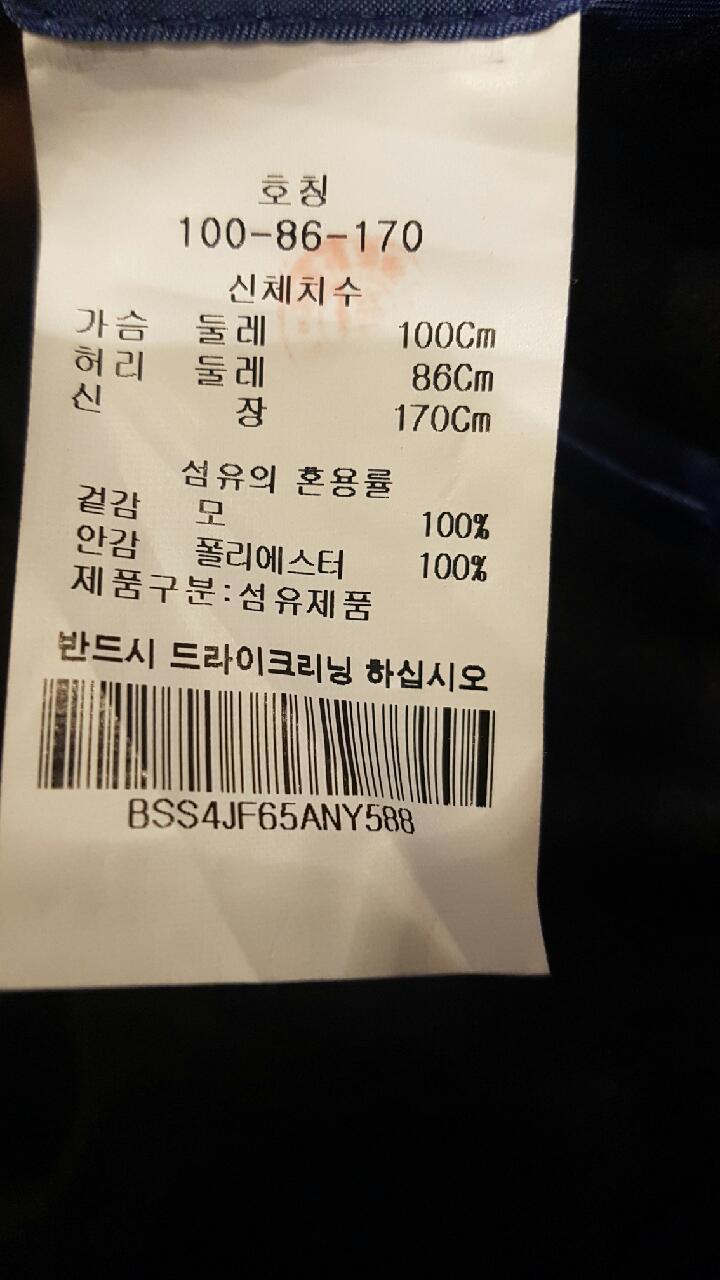 호칭
100-86-170
신체치수
가슴 둘레 100Cm
허리 둘레 86Cm
신 장 170Cm
섬유의 혼용률
겉감 모 100%
안감 폴리에스터 100%
제품구분:섬유제품
반드시 드라이크리닝 하십시오
BSS4JF65ANY588